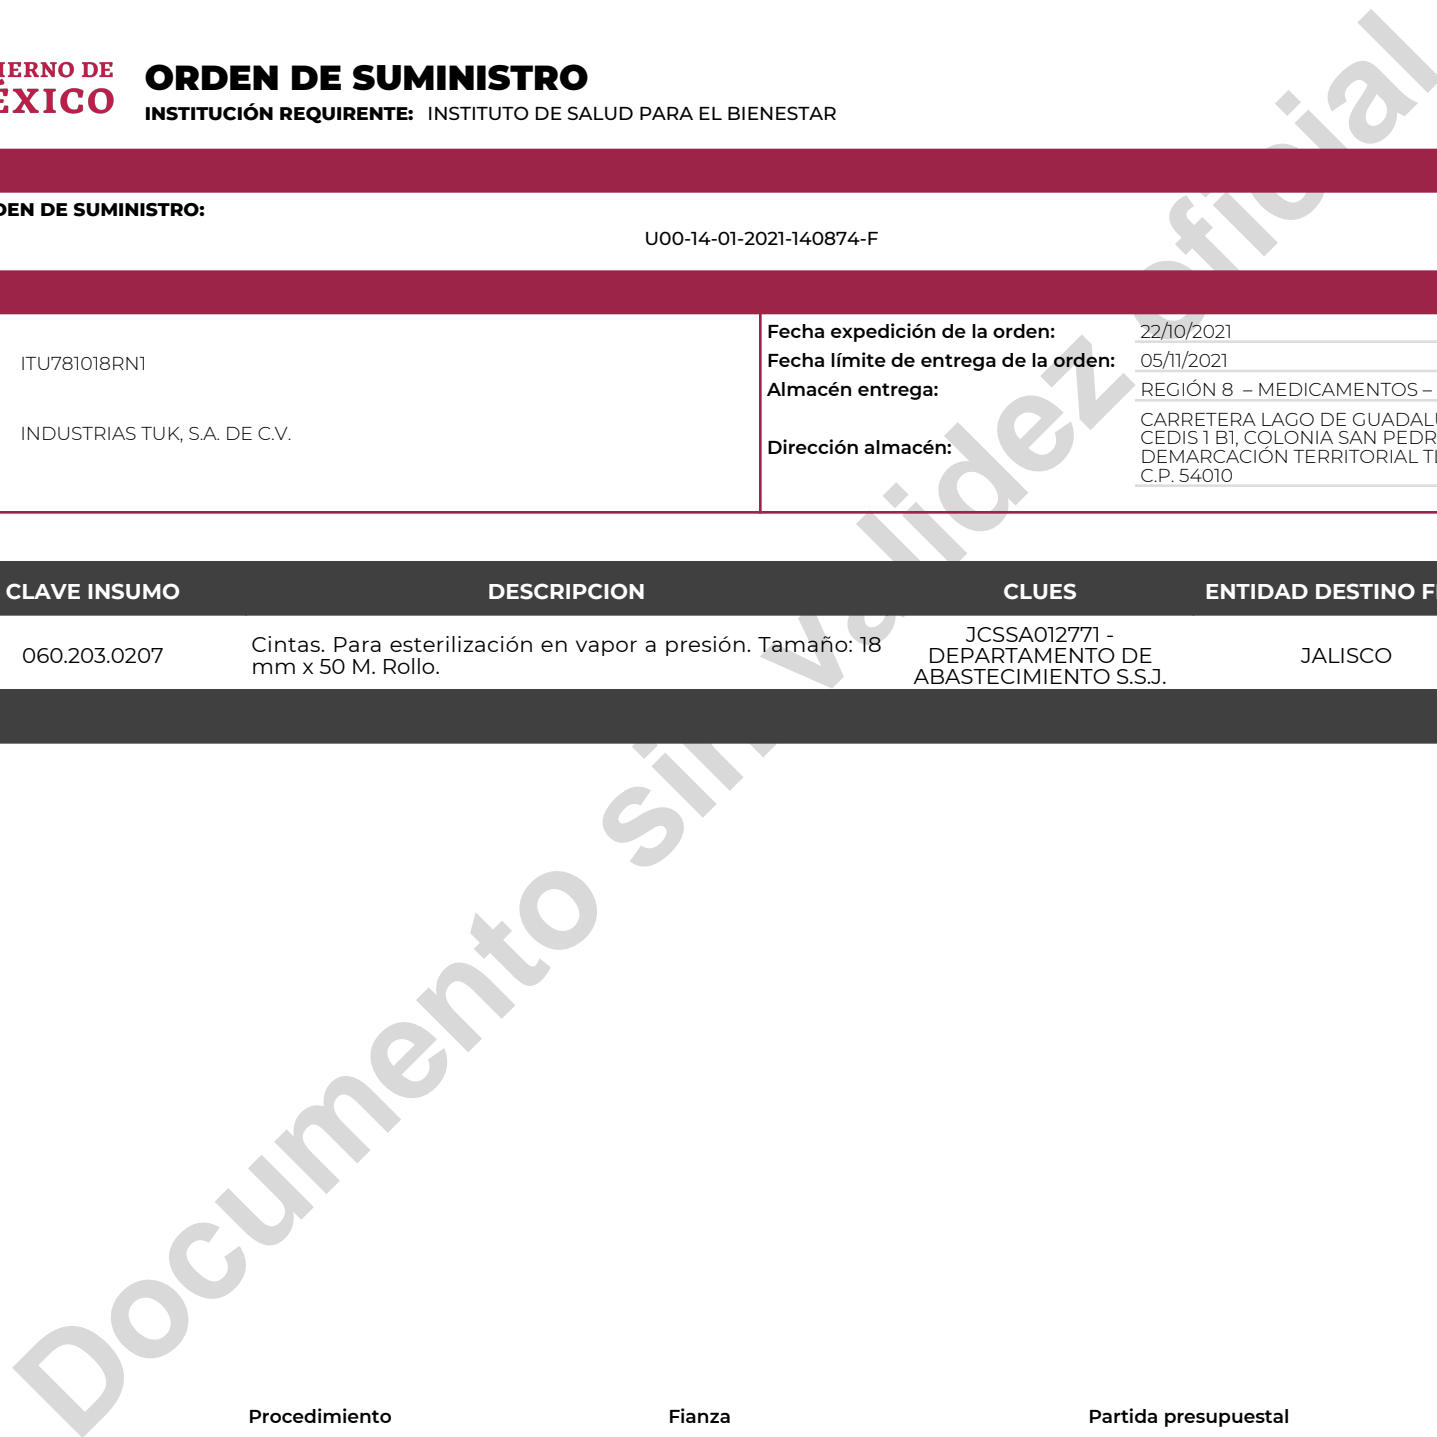 IERNO DE
ÉXICO
ORDEN DE SUMINISTRO
INSTITUCIÓN REQUIRENTE: INSTITUTO DE SALUD PARA EL BIENESTAR
DEN DE SUMINISTRO:
U00-14-01-2021-140874-F
ITU781018RN1
INDUSTRIAS TUK, S.A. DE C.V.
Fecha expedición de la orden: 22/10/2021
Fecha límite de entrega de la orden: 05/11/2021
Almacén entrega: REGIÓN 8 – MEDICAMENTOS –
Dirección almacén:
CARRETERA LAGO DE GUADALU
CEDIS 1 B1, COLONIA SAN PEDR
DEMARCACIÓN TERRITORIAL TL
C.P. 54010
CLAVE INSUMO DESCRIPCION CLUES ENTIDAD DESTINO F
060.203.0207
Cintas. Para esterilización en vapor a presión. Tamaño: 18
mm x 50 M. Rollo.
JCSSA012771 -
DEPARTAMENTO DE
ABASTECIMIENTO S.S.J.
JALISCO
Procedimiento Fianza Partida presupuestal
Documento sin validez oficial